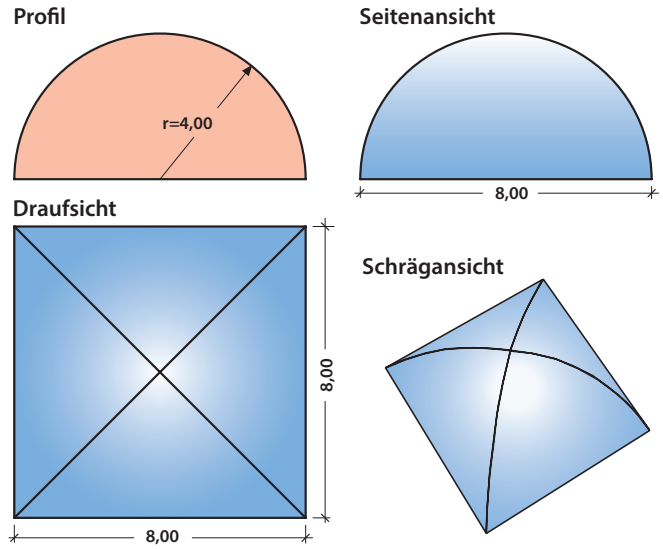 Profil
r=4,00
Seitenansicht
8,00
Draufsicht
8,00
8,00
Schrägansicht